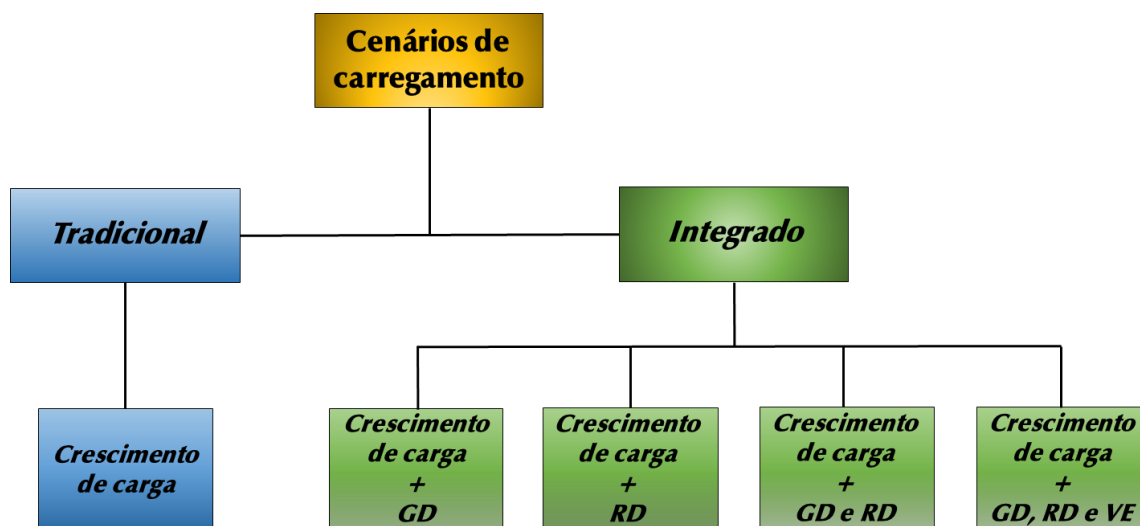 Cenários de
carregamento
Tradicional
Integrado
Crescimento
de carga
Crescimento
de carga
+
GD
Crescimento
de carga
+
RD
Crescimento
de carga
+
GD e RD
Crescimento
de carga
+
GD, RD e VE